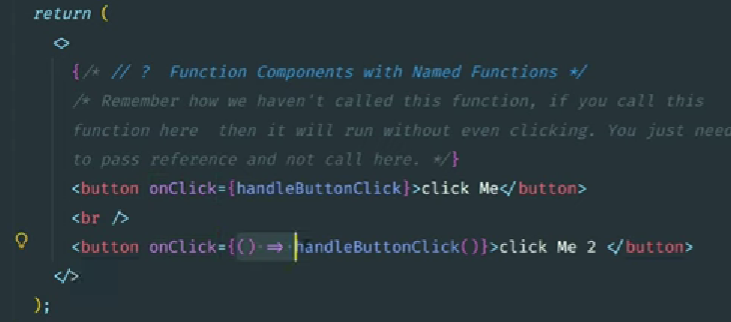 return (
<>
{/* // ? Function Components with Named Functions */
/* Remember how we haven't called this function, if you call this
function here then it will run without even clicking. You just need
to pass reference and not call here. */}
<button onClick={handleButtonClick}>click Me</button>
<br />
<button onClick={() => handleButtonClick()}>click Me 2 </button>
</>
);